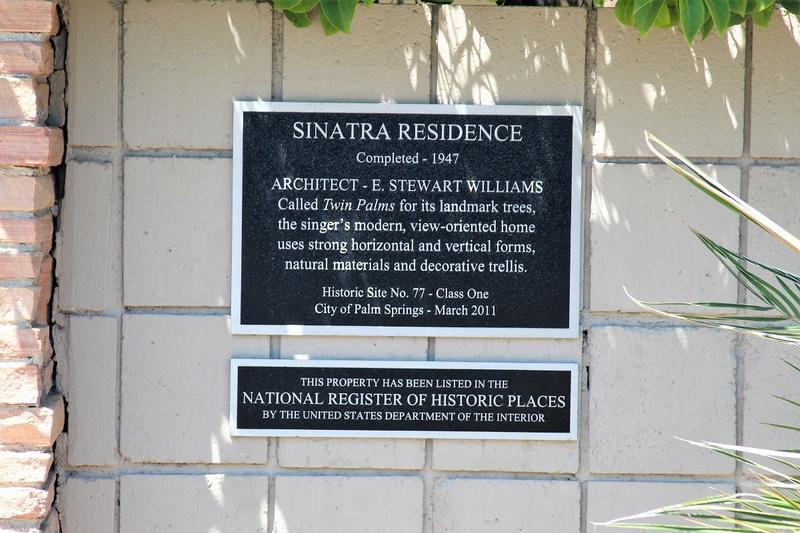 SINATRA RESIDENCE
Completed - 1947
ARCHITECT - E. STEWART WILLIAMS
Called Twin Palms for its landmark trees,
the singer's modern, view-oriented home
uses strong horizontal and vertical forms,
natural materials and decorative trellis.
Historic Site No. 77 - Class One
City of Palm Springs - March 2011
THIS PROPERTY HAS BEEN LISTED IN THE
NATIONAL REGISTER OF HISTORIC PLACES
BY THE UNITED STATES DEPARTMENT OF THE INTERIOR